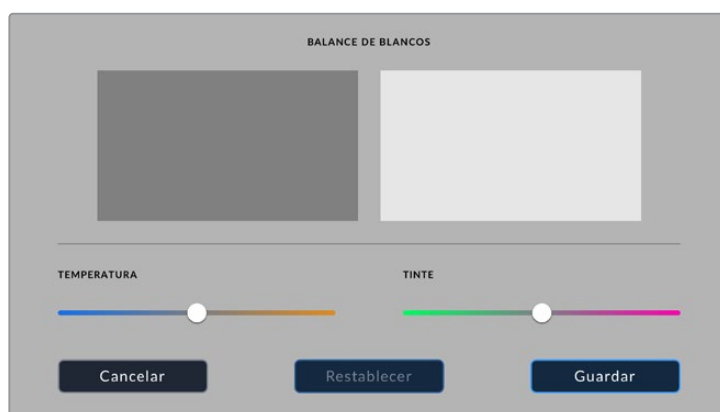 BALANCE DE BLANCOS
TEMPERATURA
TINTE
Cancelar
Restablecer
Guardar